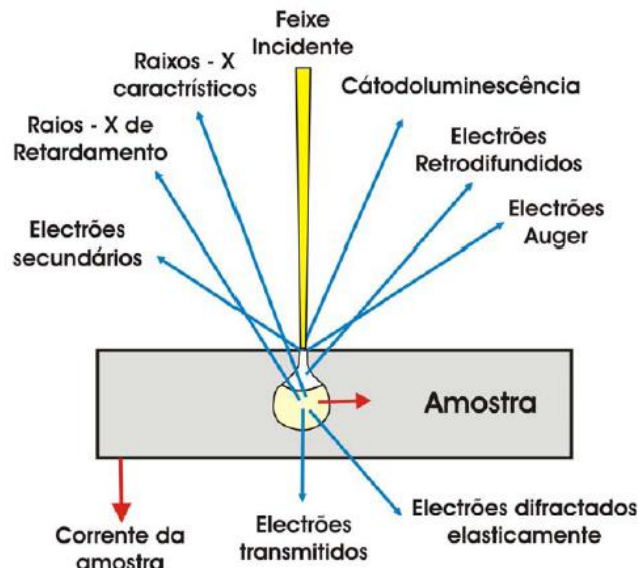 Feixe
Incidente
Raixos - X
caractrísticos
Cátodoluminescência
Raios - X de
Retardamento
Electrões
Retrodifundidos
Electrões
secundários
Electrões
Auger
Amostra
Corrente da
amostra
Electrões
transmitidos
Electrões difractados
elasticamente